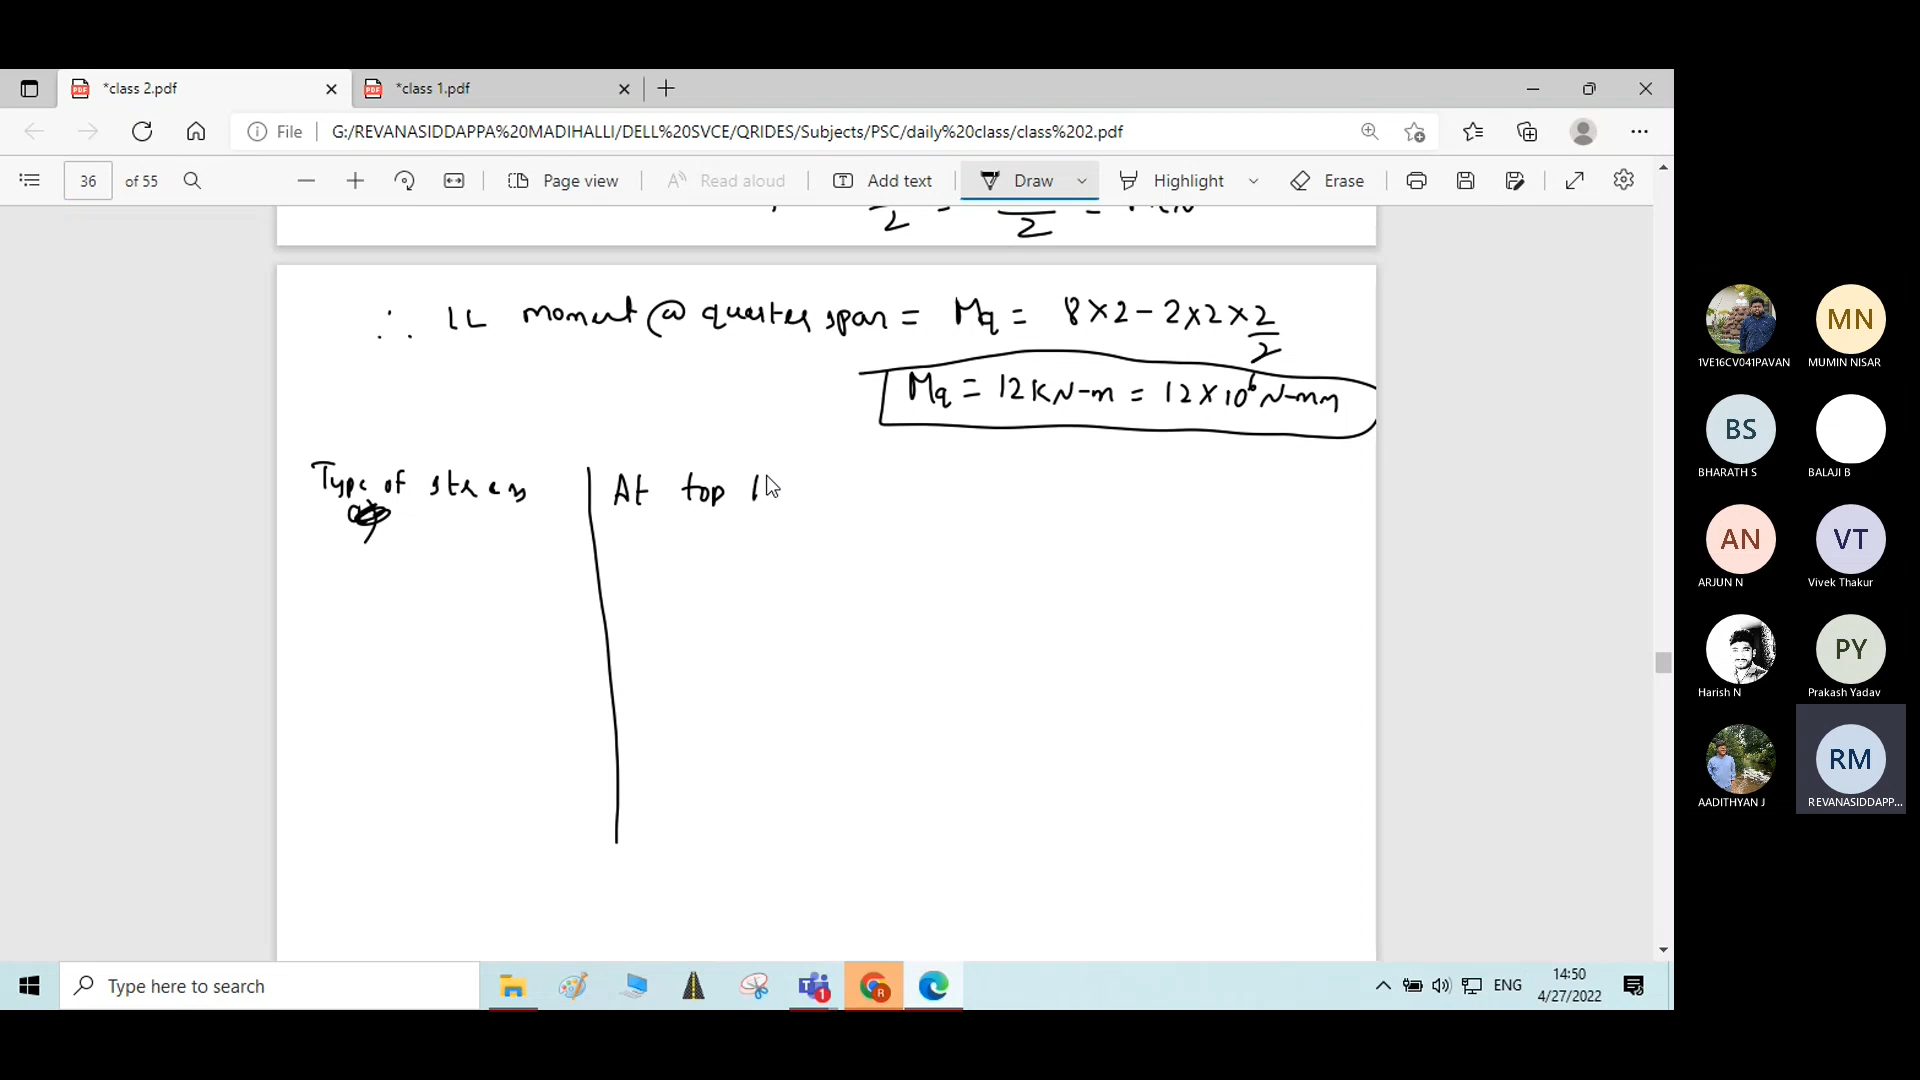 *class 2.pdf
*class 1.pdf
File
G:/REVANASIDDAPPA%20MADIHALLI/DELL%20SVCE/QRIDES/Subjects/PSC/daily%20class/class%202.pdf
36 of 55
Page view
Read aloud
Add text
Draw
Highlight
Erase
2 = 2 =
∴ LL moment @ quarter span = Mq = 8×2 - 2×2×2/2
Mq = 12KN-m = 12×10⁶ N-mm
Type of stress
At top
1VE16CV041PAVAN
MN
MUMIN NISAR
BS
BHARATH S
BALAJI B
AN
ARJUN N
VT
Vivek Thakur
Harish N
PY
Prakash Yadav
AADITHYAN J
RM
REVANASIDDAPP...
Type here to search
1
R
ENG
14:50
4/27/2022